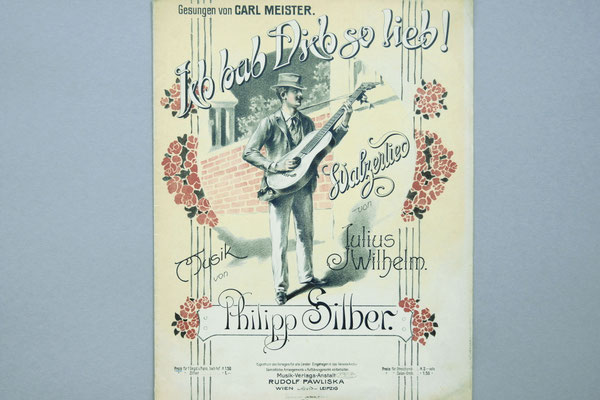 Gesungen von CARL MEISTER.
Ich hab Dich so lieb!
Walzerlied
von
Julius
Wilhelm.
Musik
von
Philipp Silber.
Musik-Verlags-Anstalt
RUDOLF PAWLISKA
WIEN LEIPZIG